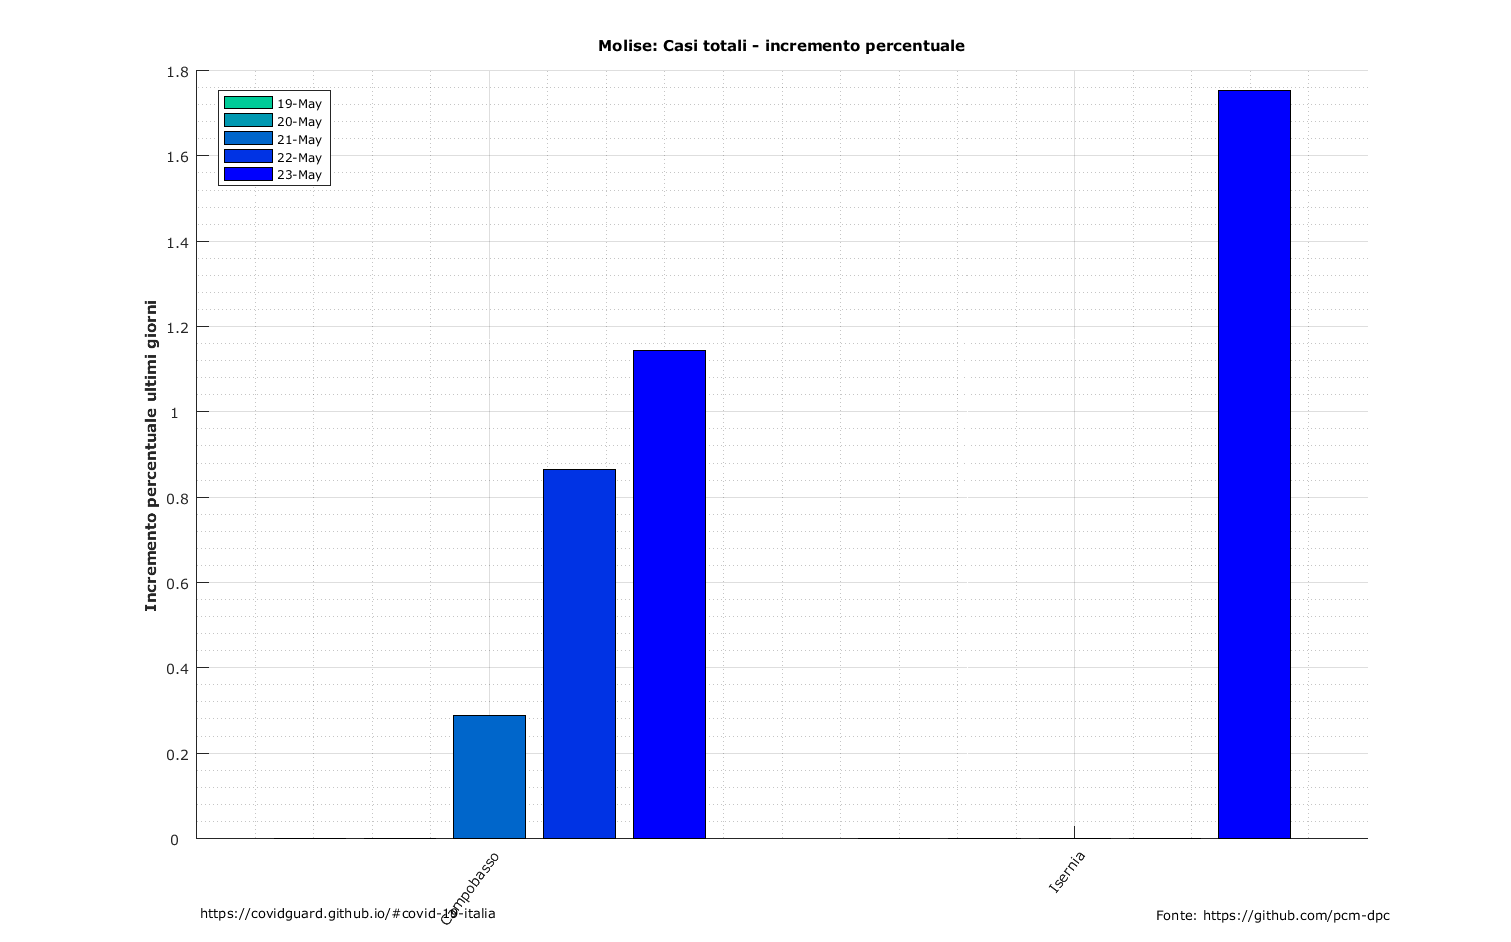 Molise: Casi totali - incremento percentuale
1.8
1.6
1.4
1.2
1
0.8
0.6
0.4
0.2
0
Incremento percentuale ultimi giorni
19-May
20-May
21-May
22-May
23-May
Campobasso
Isernia
https://covidguard.github.io/#covid-19-italia
Fonte: https://github.com/pcm-dpc